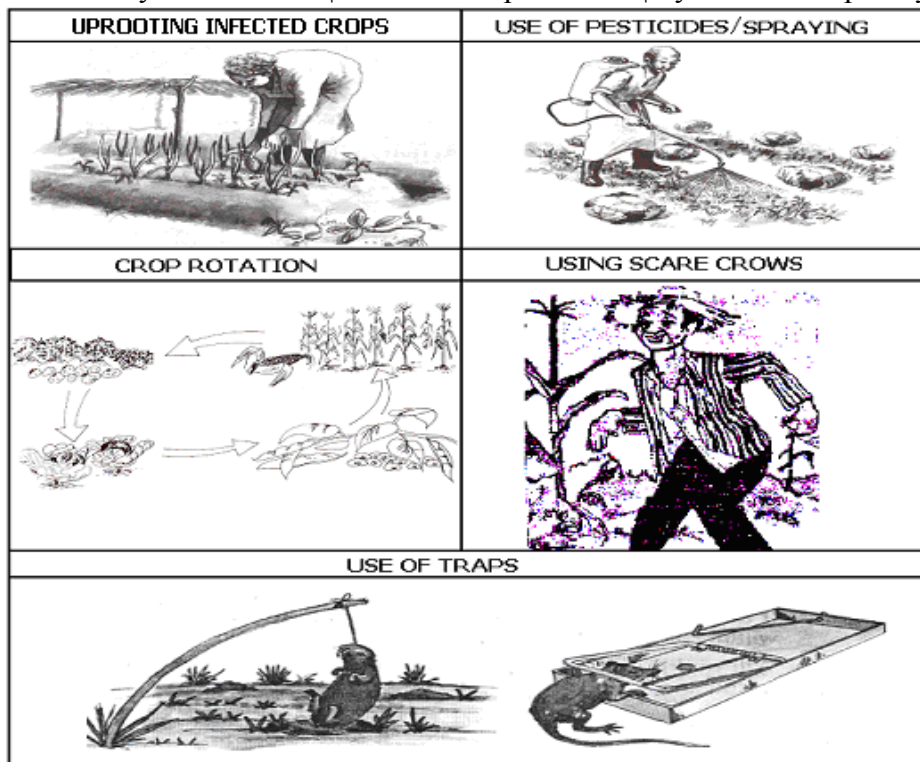 UPROOTING INFECTED CROPS
USE OF PESTICIDES/SPRAYING
CROP ROTATION
USING SCARE CROWS
USE OF TRAPS